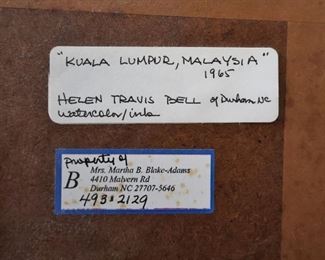 "KUALA LUMPUR, MALAYSIA"
1965
HELEN TRAVIS BELL of Durham NC
watercolor/ink
property of
B
Mrs. Martha B. Blake-Adams
4410 Malvern Rd
Durham NC 27707-5646
493-2129